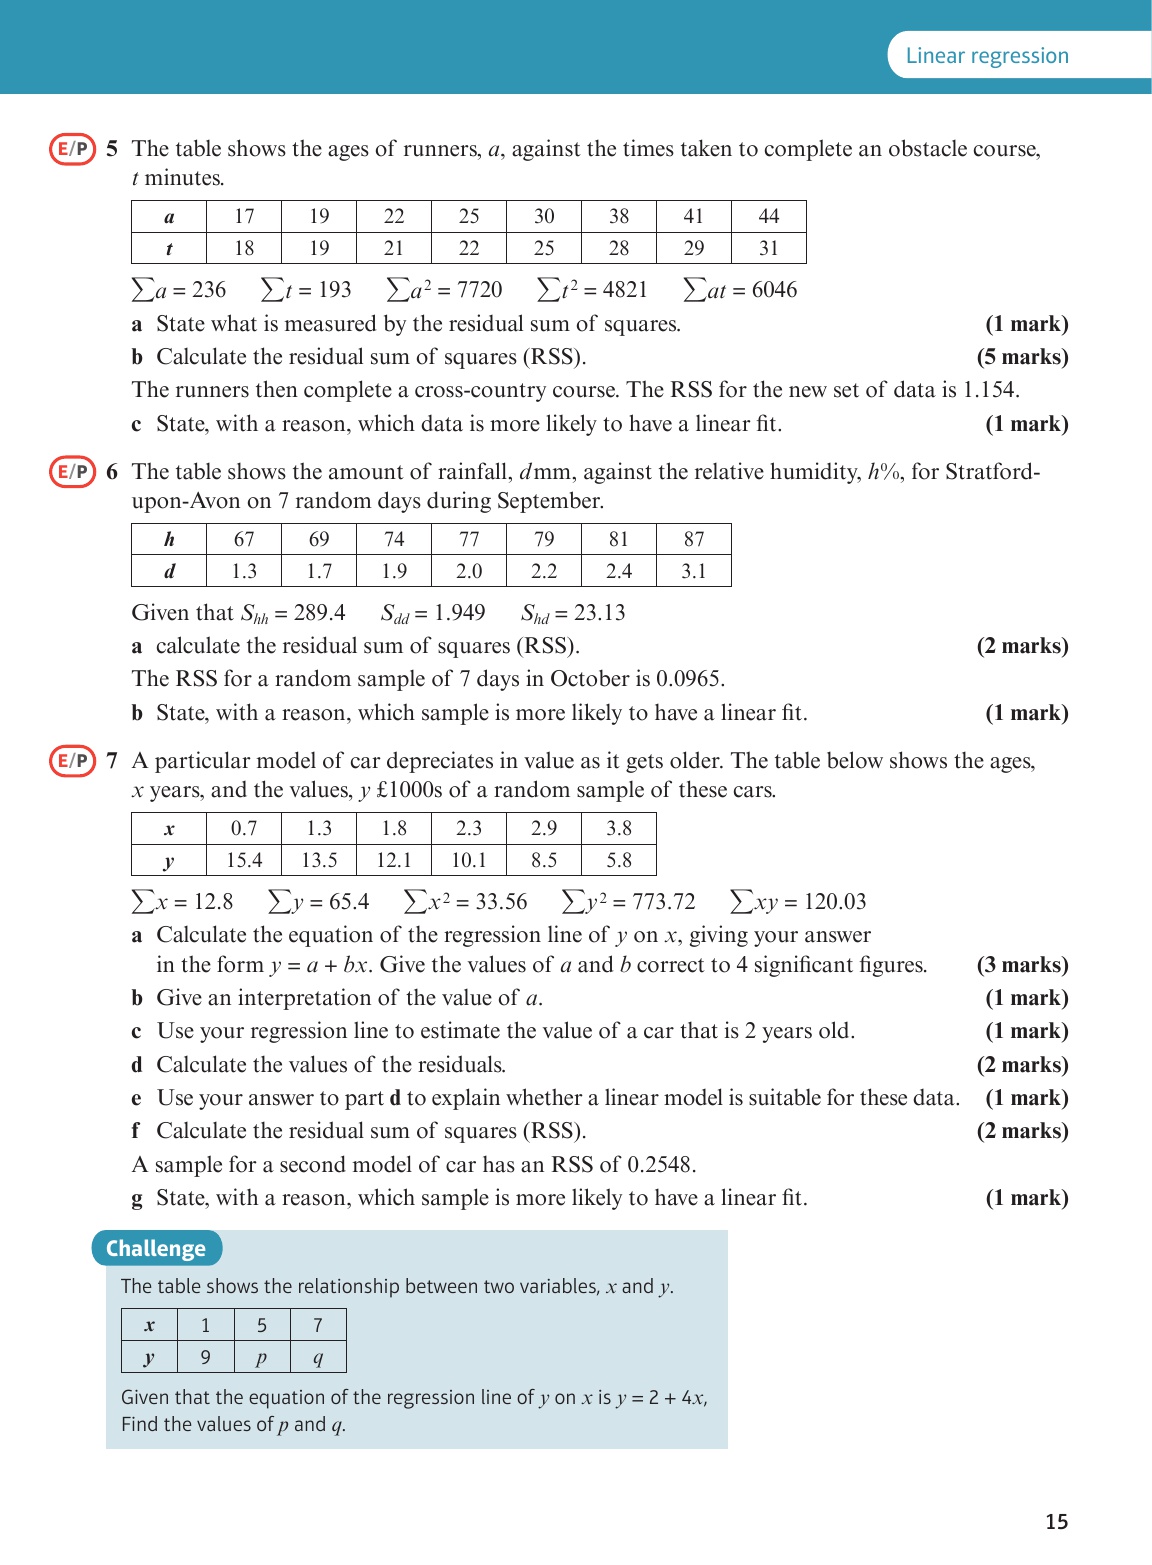 Linear regression
E/P 5 The table shows the ages of runners, a, against the times taken to complete an obstacle course,
t minutes.
a 17 19 22 25 30 38 41 44
t 18 19 21 22 25 28 29 31
∑a = 236 ∑t = 193 ∑a² = 7720 ∑t² = 4821 ∑at = 6046
a State what is measured by the residual sum of squares. (1 mark)
b Calculate the residual sum of squares (RSS). (5 marks)
The runners then complete a cross-country course. The RSS for the new set of data is 1.154.
c State, with a reason, which data is more likely to have a linear fit. (1 mark)
E/P 6 The table shows the amount of rainfall, d mm, against the relative humidity, h%, for Stratford-
upon-Avon on 7 random days during September.
h 67 69 74 77 79 81 87
d 1.3 1.7 1.9 2.0 2.2 2.4 3.1
Given that Shh = 289.4 Sdd = 1.949 Shd = 23.13
a calculate the residual sum of squares (RSS). (2 marks)
The RSS for a random sample of 7 days in October is 0.0965.
b State, with a reason, which sample is more likely to have a linear fit. (1 mark)
E/P 7 A particular model of car depreciates in value as it gets older. The table below shows the ages,
x years, and the values, y £1000s of a random sample of these cars.
x 0.7 1.3 1.8 2.3 2.9 3.8
y 15.4 13.5 12.1 10.1 8.5 5.8
∑x = 12.8 ∑y = 65.4 ∑x² = 33.56 ∑y² = 773.72 ∑xy = 120.03
a Calculate the equation of the regression line of y on x, giving your answer
in the form y = a + bx. Give the values of a and b correct to 4 significant figures. (3 marks)
b Give an interpretation of the value of a. (1 mark)
c Use your regression line to estimate the value of a car that is 2 years old. (1 mark)
d Calculate the values of the residuals. (2 marks)
e Use your answer to part d to explain whether a linear model is suitable for these data. (1 mark)
f Calculate the residual sum of squares (RSS). (2 marks)
A sample for a second model of car has an RSS of 0.2548.
g State, with a reason, which sample is more likely to have a linear fit. (1 mark)
Challenge
The table shows the relationship between two variables, x and y.
x 1 5 7
y 9 p q
Given that the equation of the regression line of y on x is y = 2 + 4x,
Find the values of p and q.
15